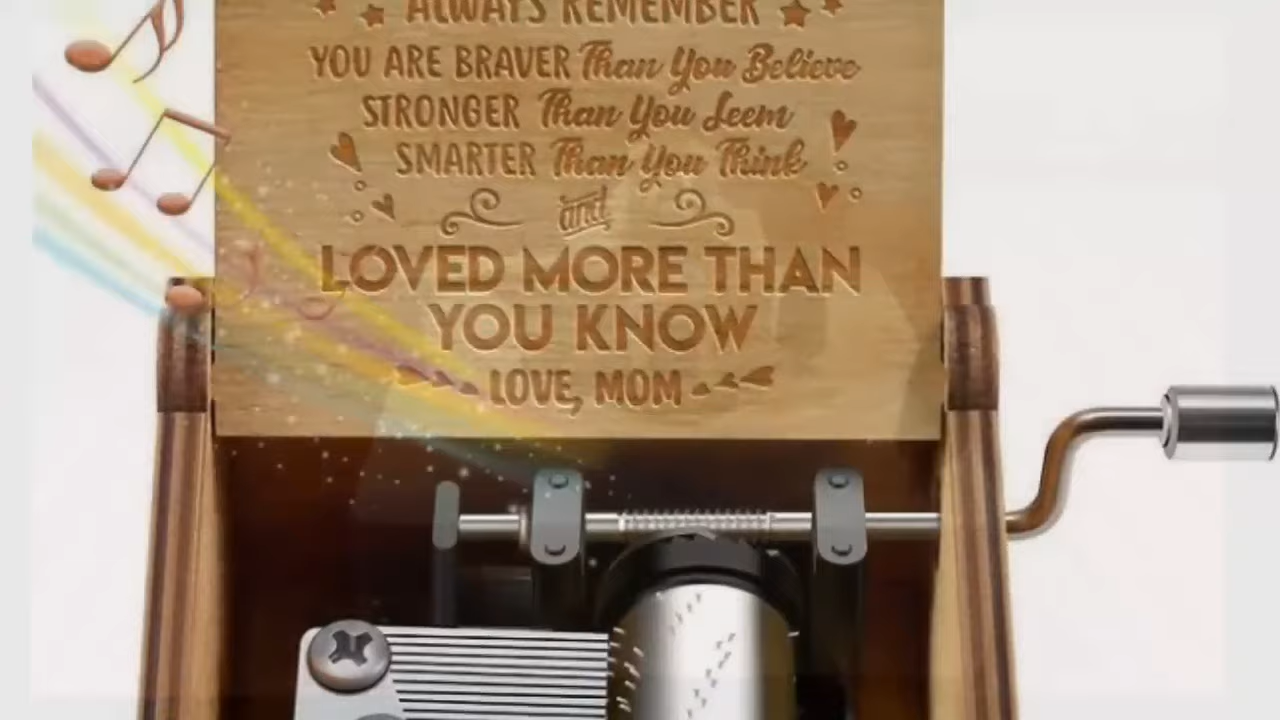 ALWAYS REMEMBER
YOU ARE BRAVER Than You Believe
STRONGER Than You Seem
SMARTER Than You Think
and
LOVED MORE THAN
YOU KNOW
LOVE, MOM